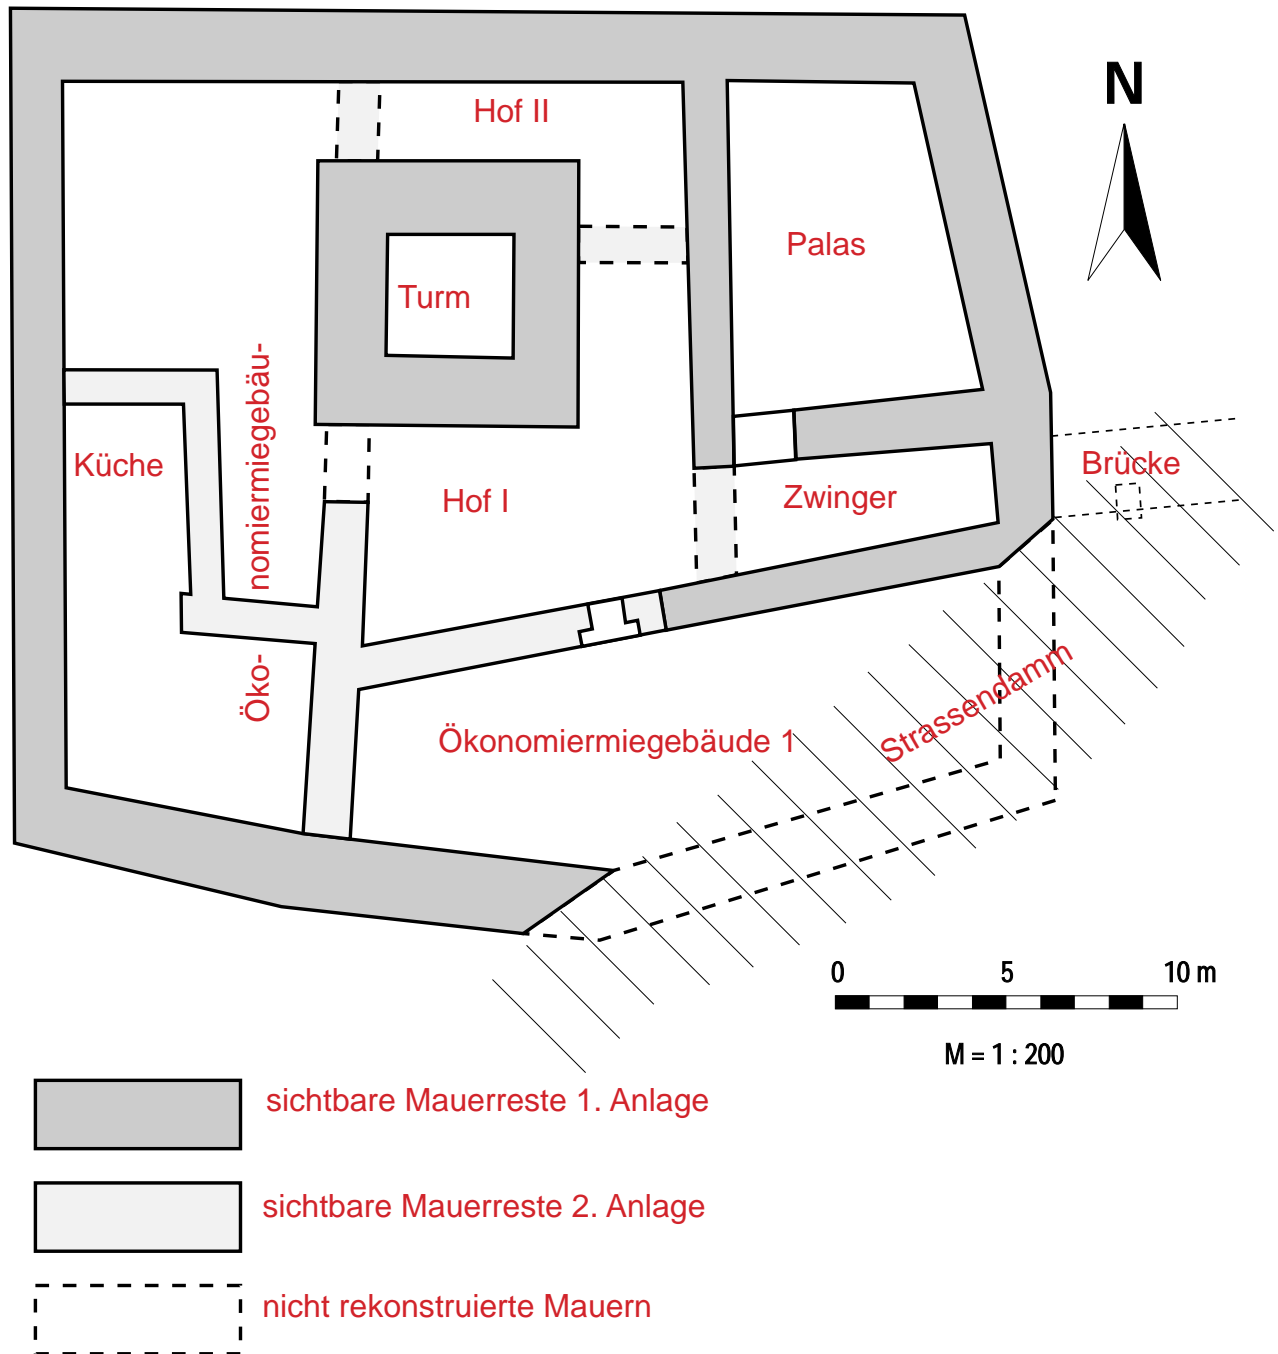 N
Hof II
Palas
Turm
nomiermiegebäu-
Küche
Hof I
Zwinger
Brücke
Öko-
Ökonomiermiegebäude 1
Strassendamm
0 5 10 m
M = 1 : 200
sichtbare Mauerreste 1. Anlage
sichtbare Mauerreste 2. Anlage
nicht rekonstruierte Mauern